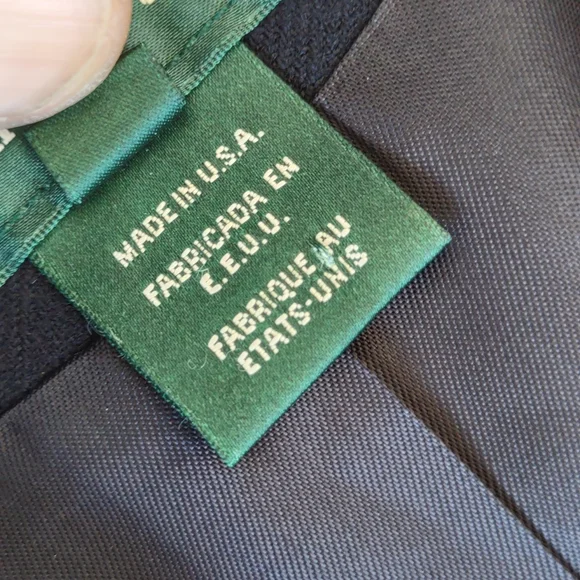 MADE IN U.S.A.
FABRICADA EN
E.E.U.U.
FABRIQUE AU
ETATS-UNIS